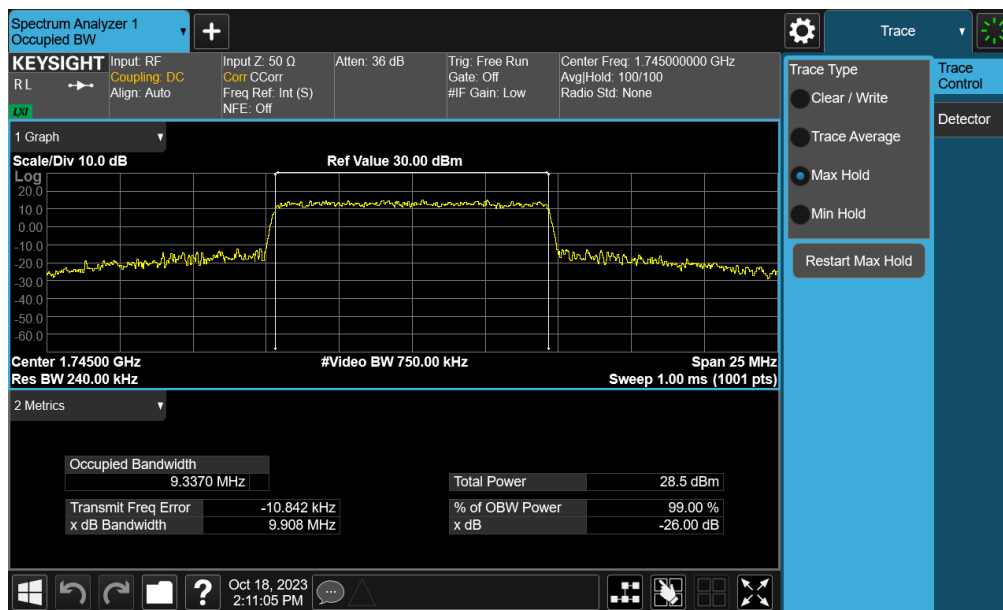 Spectrum Analyzer 1
Occupied BW
+
Trace
KEYSIGHT
RL
LXI
Input: RF
Coupling: DC
Align: Auto
Input Z: 50 Ω
Corr CCorr
Freq Ref: Int (S)
NFE: Off
Atten: 36 dB
Trig: Free Run
Gate: Off
#IF Gain: Low
Center Freq: 1.745000000 GHz
Avg|Hold: 100/100
Radio Std: None
Trace Type
Clear / Write
Trace Average
Max Hold
Min Hold
Restart Max Hold
Trace
Control
Detector
1 Graph
Scale/Div 10.0 dB
Ref Value 30.00 dBm
Log
20.0
10.0
0.00
-10.0
-20.0
-30.0
-40.0
-50.0
-60.0
Center 1.74500 GHz
#Video BW 750.00 kHz
Span 25 MHz
Res BW 240.00 kHz
Sweep 1.00 ms (1001 pts)
2 Metrics
Occupied Bandwidth
9.3370 MHz
Total Power 28.5 dBm
Transmit Freq Error -10.842 kHz
% of OBW Power 99.00 %
x dB Bandwidth 9.908 MHz
x dB -26.00 dB
?
Oct 18, 2023
2:11:05 PM